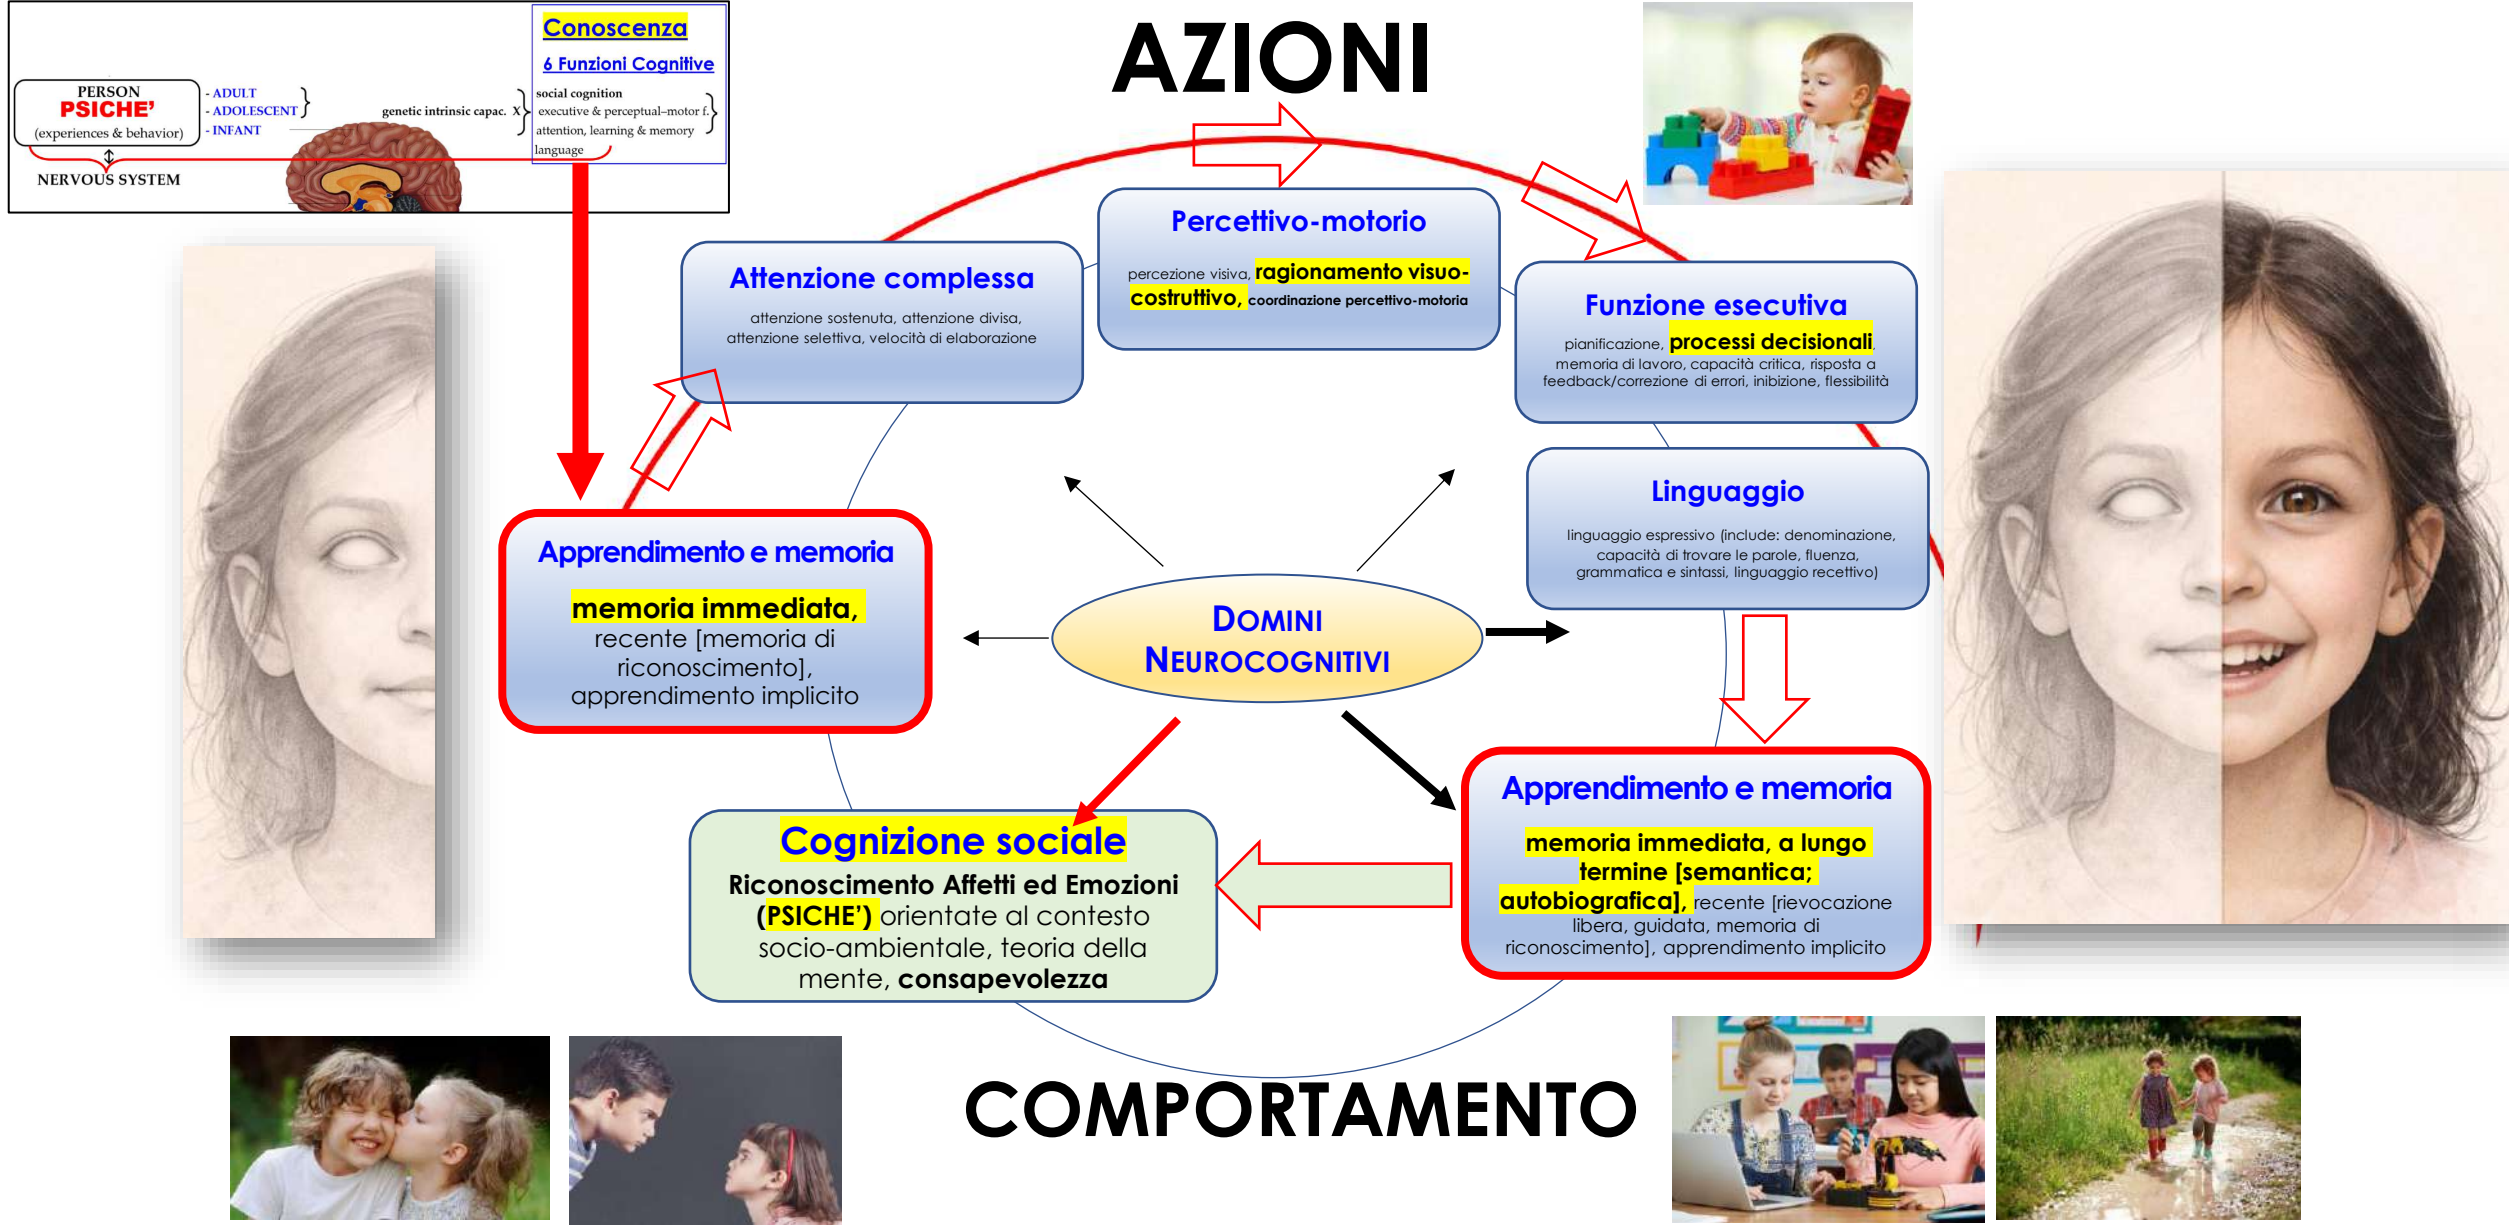 Conoscenza
6 Funzioni Cognitive
PERSON
PSICHE'
(experiences & behavior)
- ADULT
- ADOLESCENT
- INFANT
genetic intrinsic capac. X
social cognition
executive & perceptual–motor f.
attention, learning & memory
language
NERVOUS SYSTEM
AZIONI
Percettivo-motorio
percezione visiva, ragionamento visuo-
costruttivo, coordinazione percettivo-motoria
Attenzione complessa
attenzione sostenuta, attenzione divisa,
attenzione selettiva, velocità di elaborazione
Funzione esecutiva
pianificazione, processi decisionali,
memoria di lavoro, capacità critica, risposta a
feedback/correzione di errori, inibizione, flessibilità
Linguaggio
linguaggio espressivo (include: denominazione,
capacità di trovare le parole, fluenza,
grammatica e sintassi, linguaggio recettivo)
Apprendimento e memoria
memoria immediata,
recente [memoria di
riconoscimento],
apprendimento implicito
DOMINI
NEUROCOGNITIVI
Apprendimento e memoria
memoria immediata, a lungo
termine [semantica;
autobiografica], recente [rievocazione
libera, guidata, memoria di
riconoscimento], apprendimento implicito
Cognizione sociale
Riconoscimento Affetti ed Emozioni
(PSICHE’) orientate al contesto
socio-ambientale, teoria della
mente, consapevolezza
COMPORTAMENTO